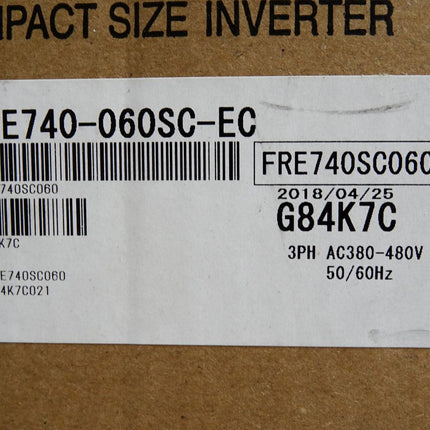 MPACT SIZE INVERTER
E740-060SC-EC
FRE740SC060
740SC060
2018/04/25
G84K7C
K7C
3PH AC380-480V
50/60Hz
E740SC060
4K7C021